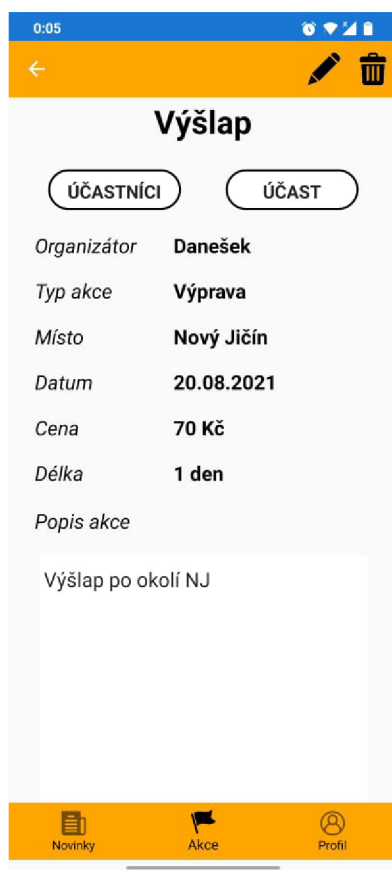 0:05
Výšlap
ÚČASTNÍCI ÚČAST
Organizátor Danešek
Typ akce Výprava
Místo Nový Jičín
Datum 20.08.2021
Cena 70 Kč
Délka 1 den
Popis akce
Výšlap po okolí NJ
Novinky Akce Profil